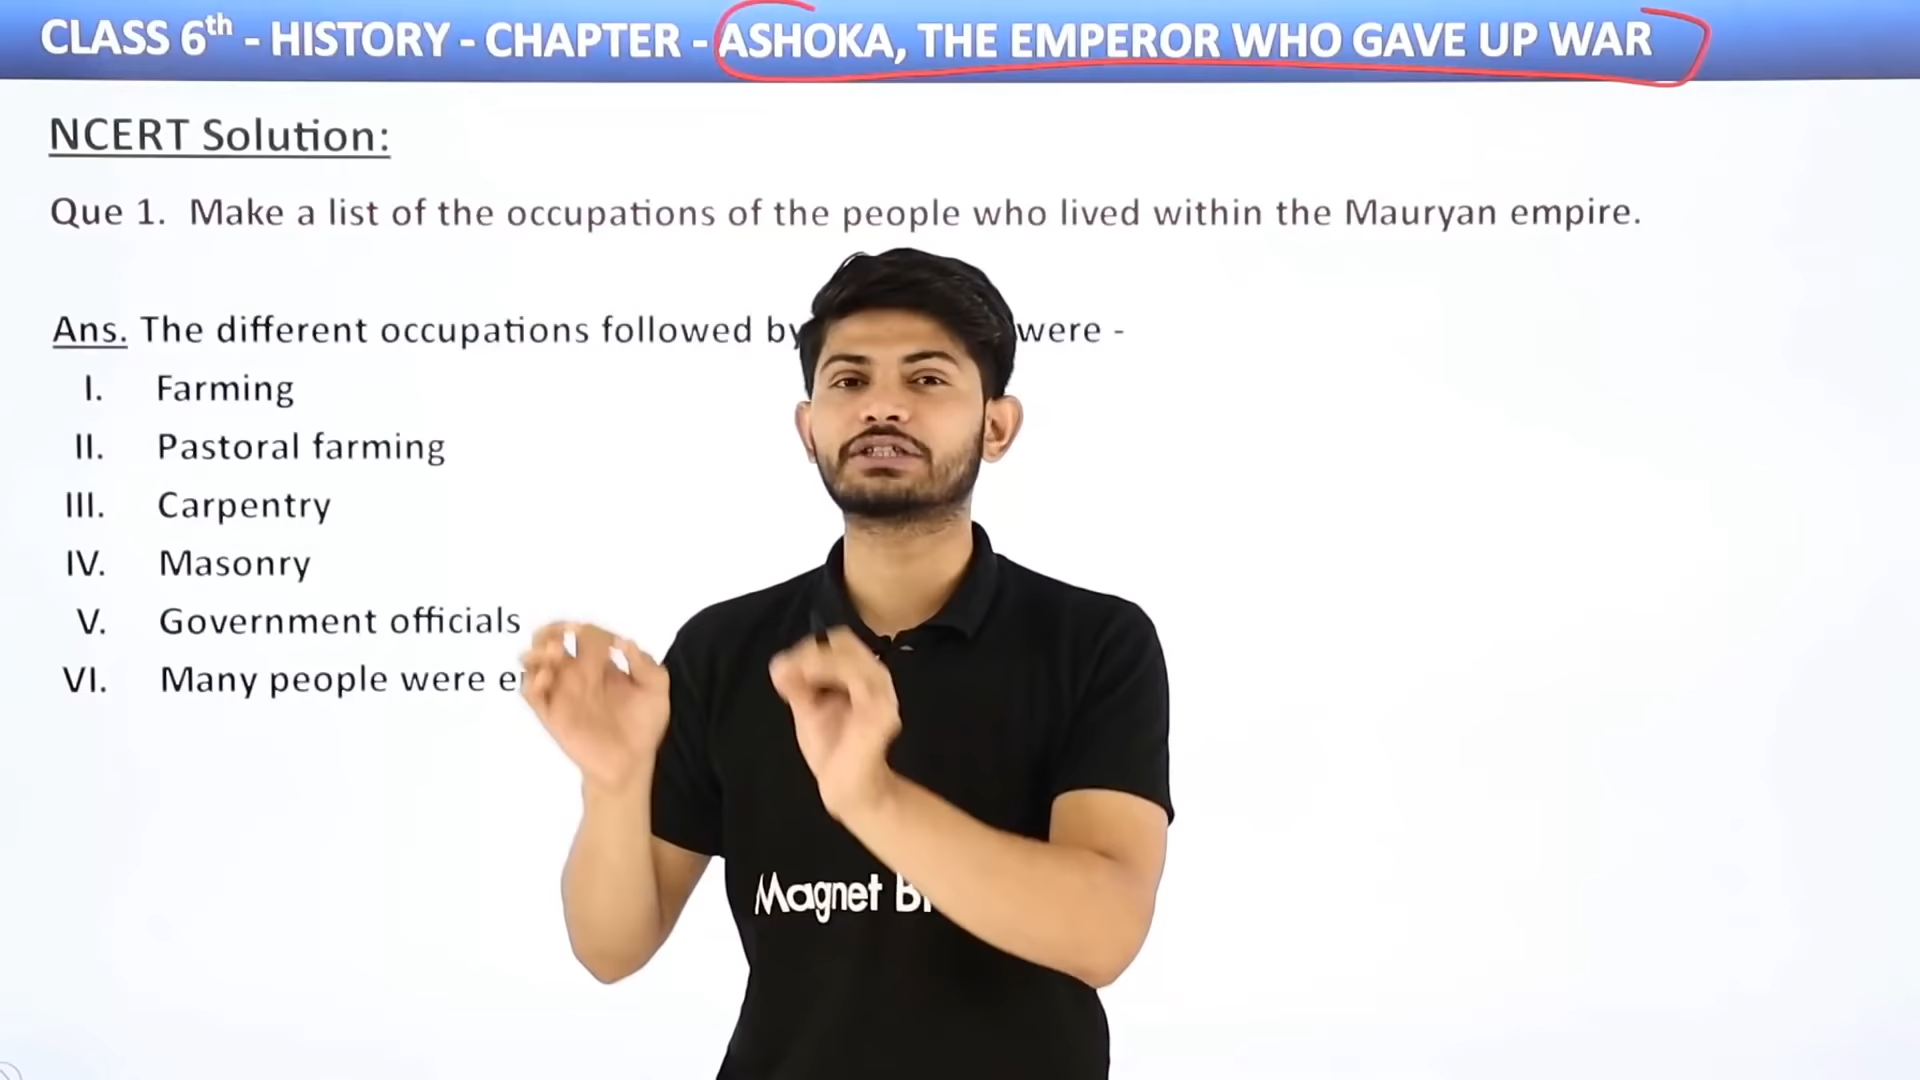 CLASS 6th - HISTORY - CHAPTER - ASHOKA, THE EMPEROR WHO GAVE UP WAR
NCERT Solution:
Que 1. Make a list of the occupations of the people who lived within the Mauryan empire.
Ans. The different occupations followed by were -
I. Farming
II. Pastoral farming
III. Carpentry
IV. Masonry
V. Government officials
VI. Many people were
Magnet